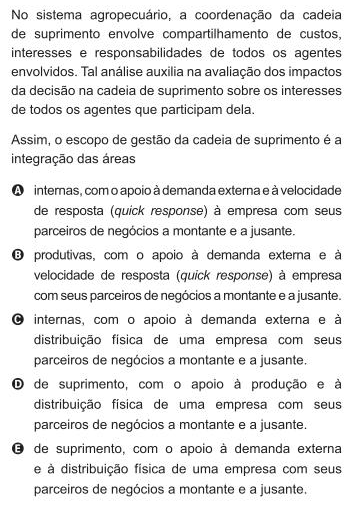 No sistema agropecuário, a coordenação da cadeia
de suprimento envolve compartilhamento de custos,
interesses e responsabilidades de todos os agentes
envolvidos. Tal análise auxilia na avaliação dos impactos
da decisão na cadeia de suprimento sobre os interesses
de todos os agentes que participam dela.
Assim, o escopo de gestão da cadeia de suprimento é a
integração das áreas
A internas, com o apoio à demanda externa e à velocidade
de resposta (quick response) à empresa com seus
parceiros de negócios a montante e a jusante.
B produtivas, com o apoio à demanda externa e à
velocidade de resposta (quick response) à empresa
com seus parceiros de negócios a montante e a jusante.
C internas, com o apoio à demanda externa e à
distribuição física de uma empresa com seus
parceiros de negócios a montante e a jusante.
D de suprimento, com o apoio à produção e à
distribuição física de uma empresa com seus
parceiros de negócios a montante e a jusante.
E de suprimento, com o apoio à demanda externa
e à distribuição física de uma empresa com seus
parceiros de negócios a montante e a jusante.